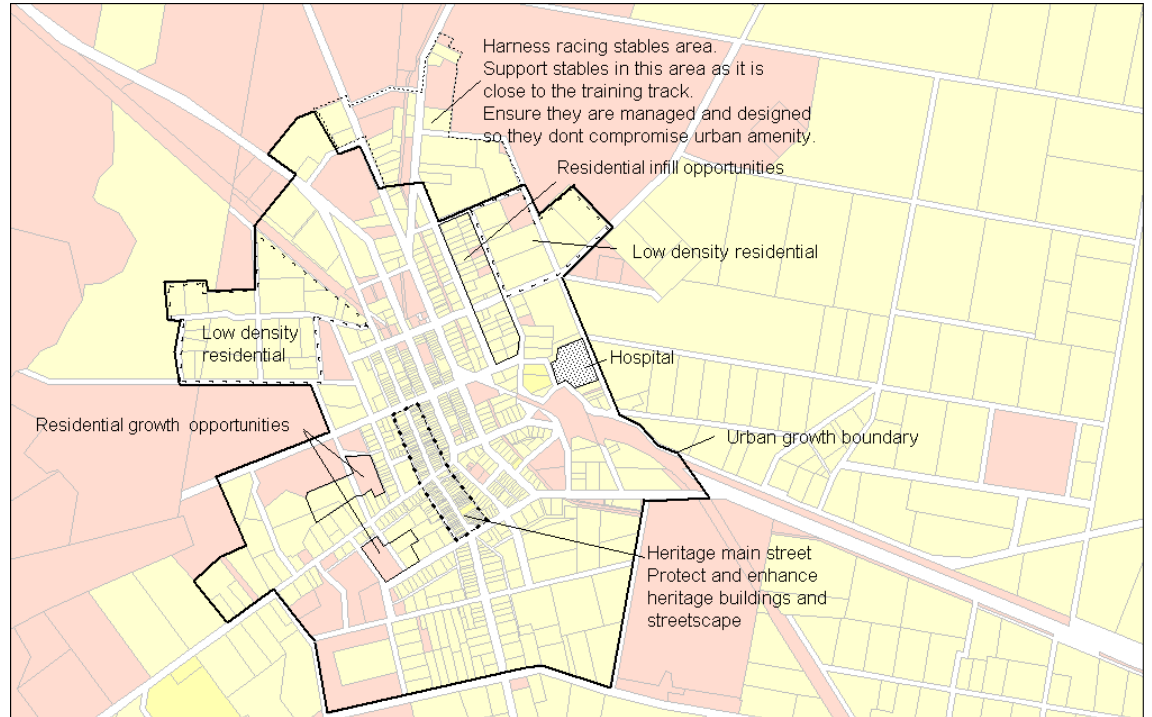 Harness racing stables area.
Support stables in this area as it is
close to the training track.
Ensure they are managed and designed
so they dont compromise urban amenity.
Residential infill opportunities
Low density residential
Low density
residential
Hospital
Residential growth opportunities
Urban growth boundary
Heritage main street
Protect and enhance
heritage buildings and
streetscape